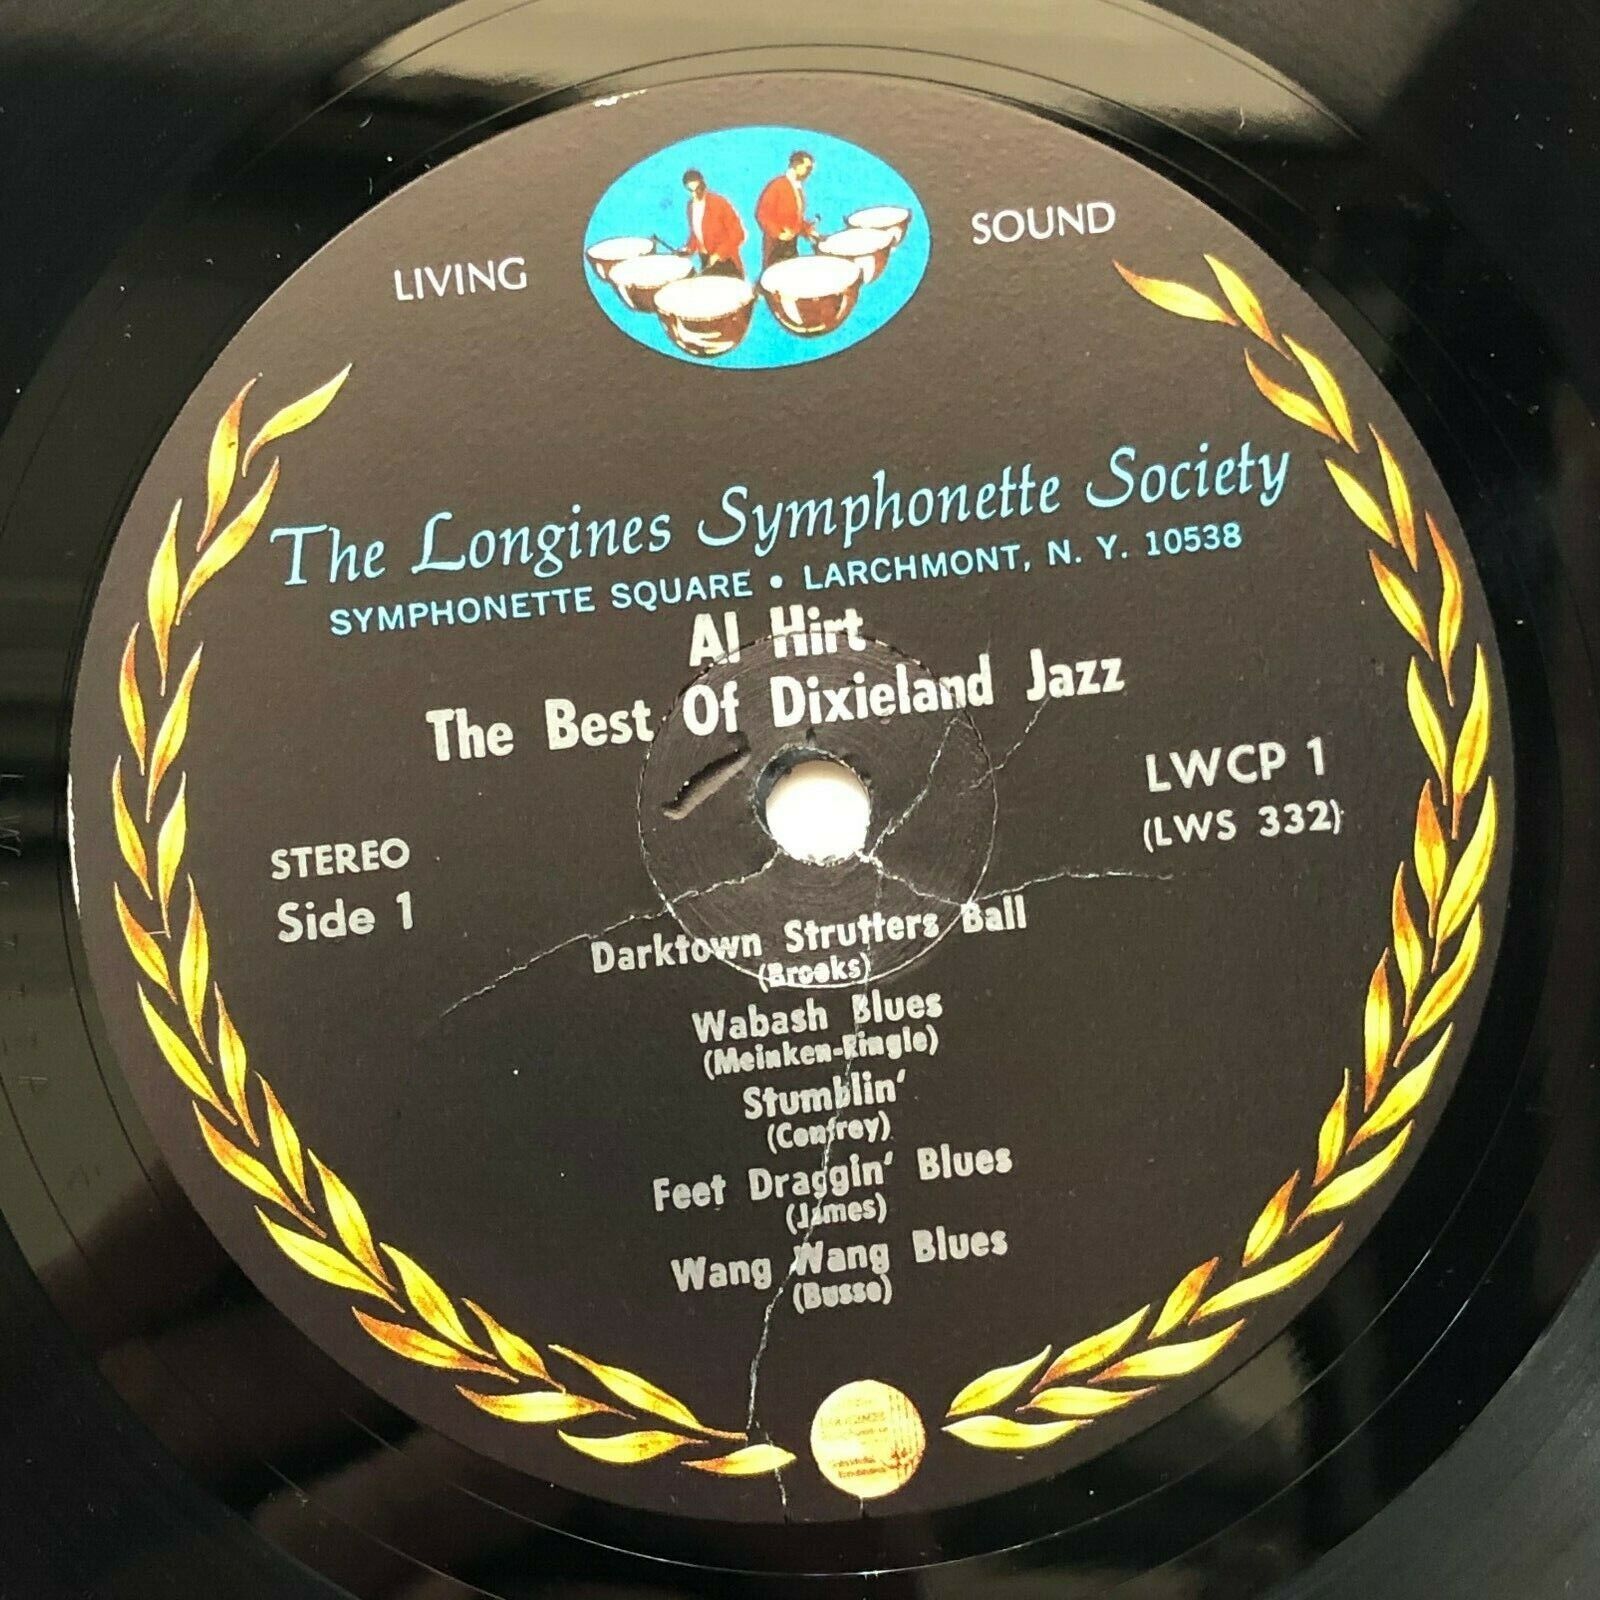 LIVING SOUND
The Longines Symphonette Society
SYMPHONETTE SQUARE • LARCHMONT, N. Y. 10538
Al Hirt
The Best Of Dixieland Jazz
LWCP 1
(LWS 332)
STEREO
Side 1
Darktown Strutters Ball
(Brooks)
Wabash Blues
(Meinken-Ringle)
Stumblin'
(Confrey)
Feet Draggin' Blues
(James)
Wang Wang Blues
(Busse)